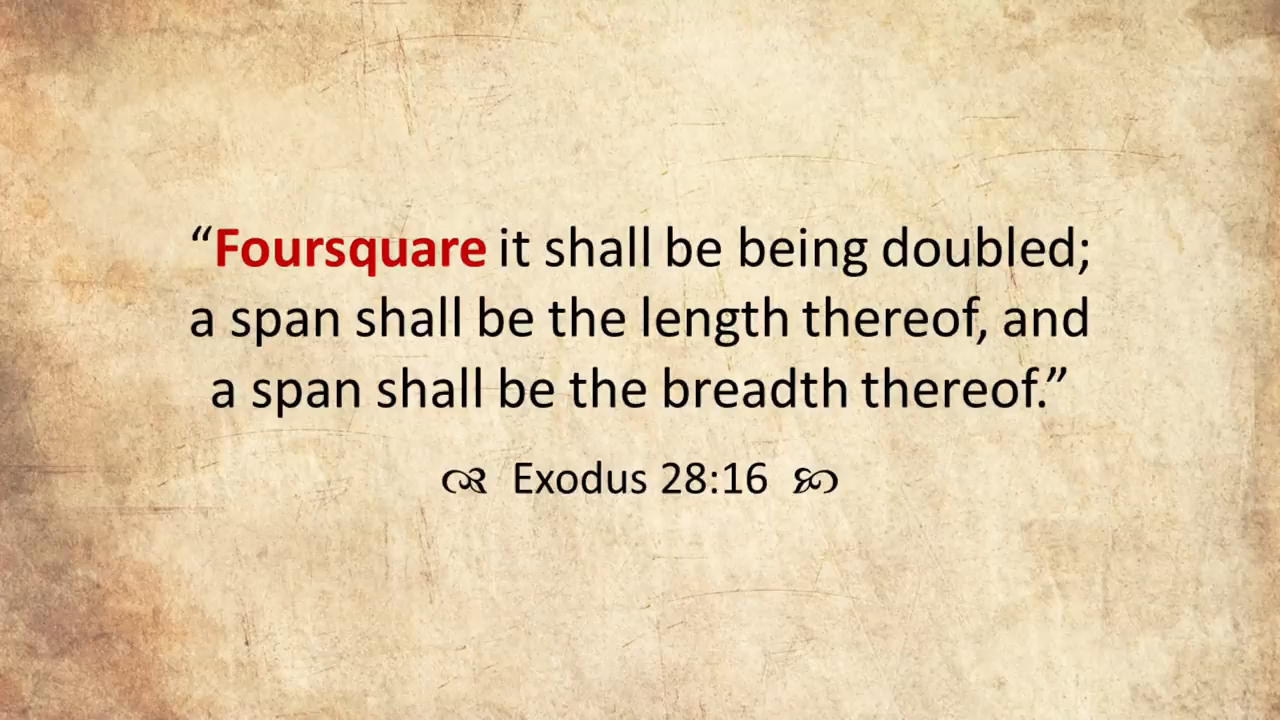 “Foursquare it shall be being doubled;
a span shall be the length thereof, and
a span shall be the breadth thereof.”
Exodus 28:16